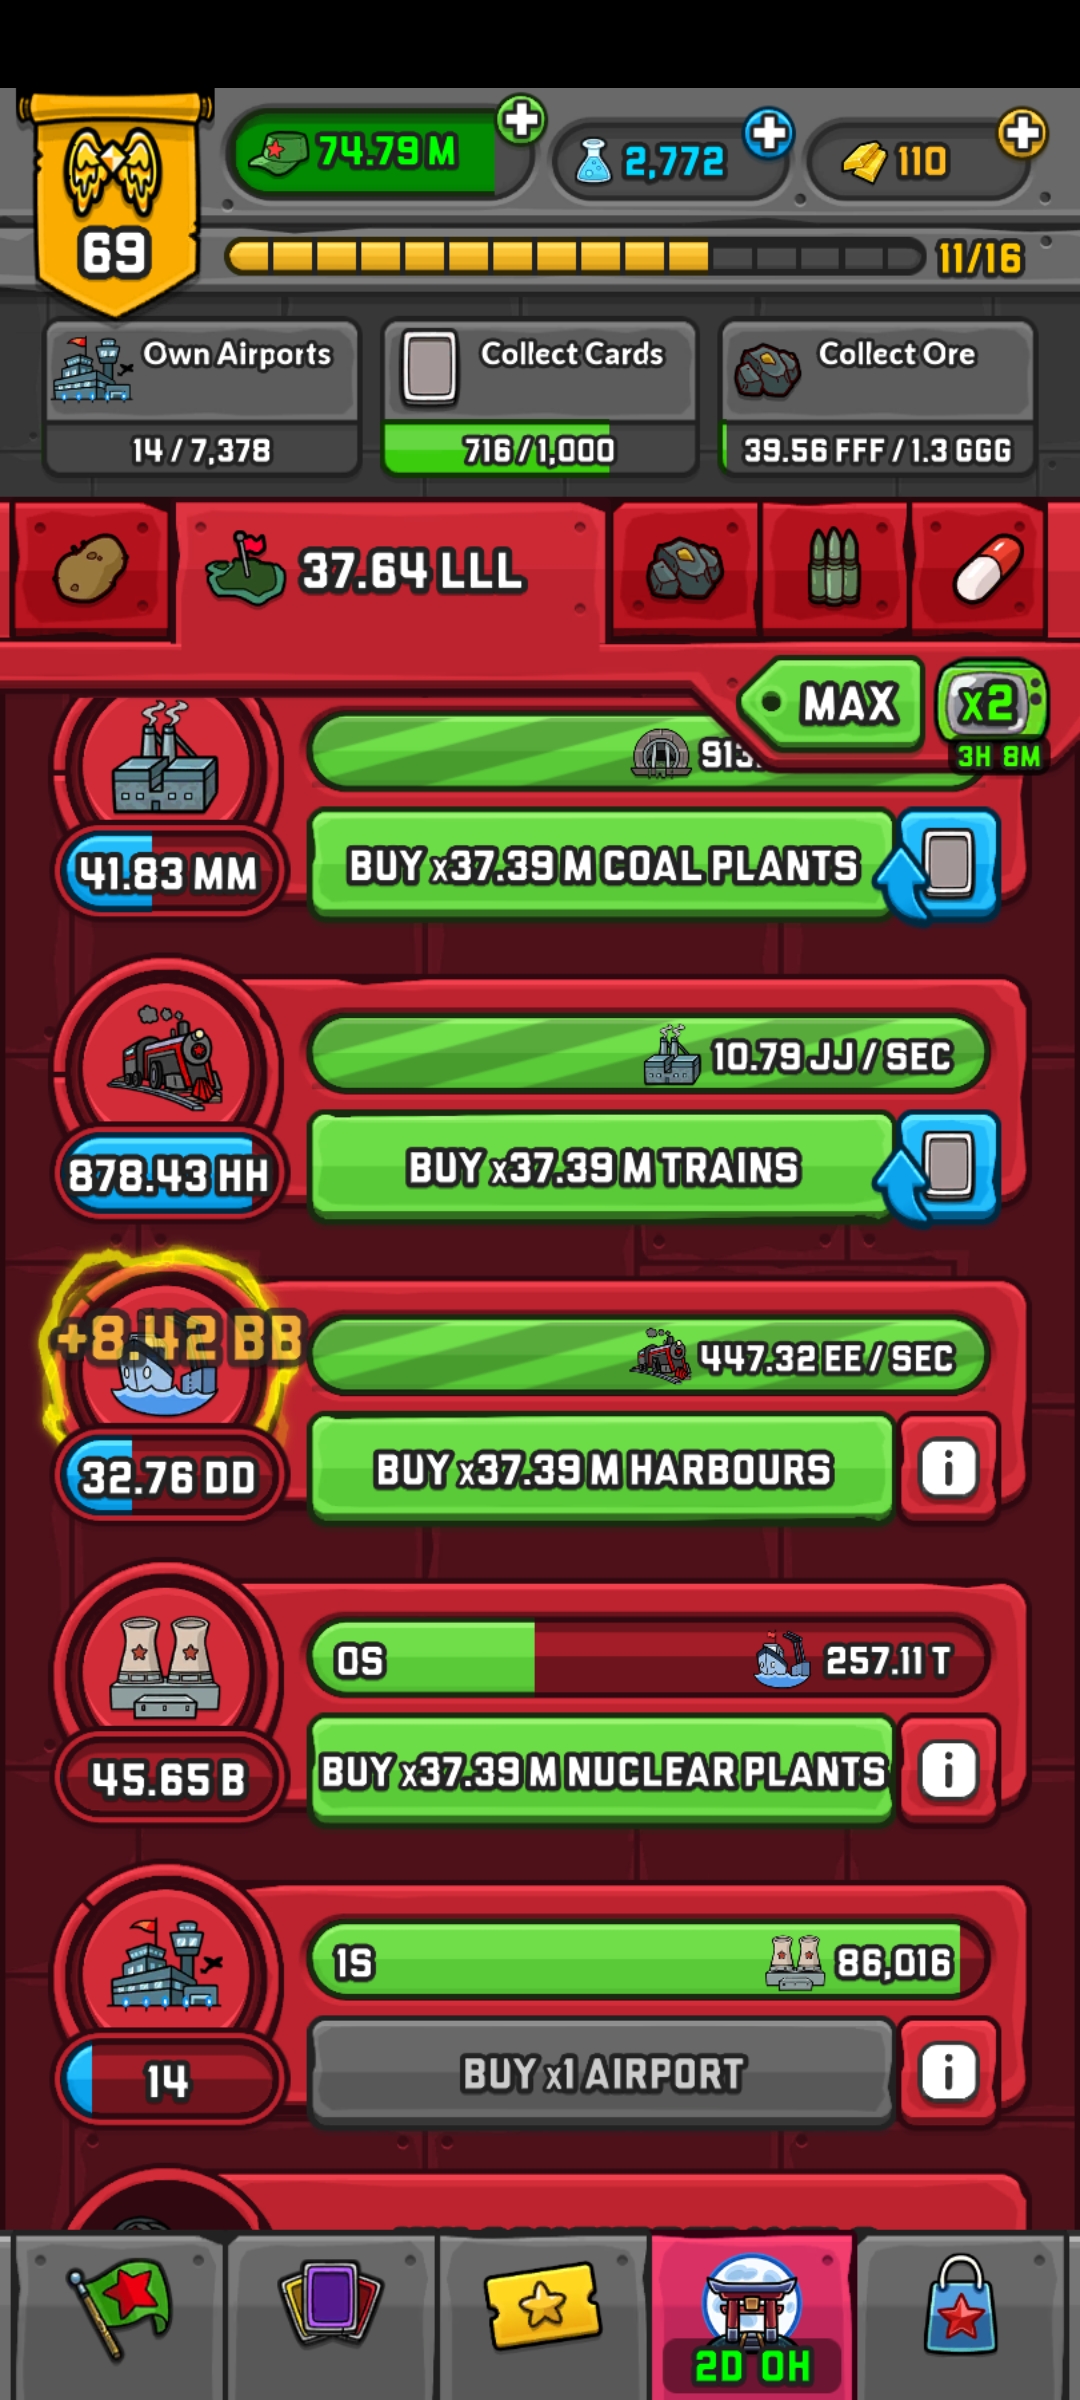 74.79 M
2,772
110
69
11/16
Own Airports
14 / 7,378
Collect Cards
716 / 1,000
Collect Ore
39.56 FFF / 1.3 GGG
37.64 LLL
MAX
x2
3H 8M
913.
41.83 MM
BUY x37.39 M COAL PLANTS
10.79 JJ / SEC
878.43 HH
BUY x37.39 M TRAINS
+8.42 BB
447.32 EE / SEC
32.76 DD
BUY x37.39 M HARBOURS
0S
257.11 T
45.65 B
BUY x37.39 M NUCLEAR PLANTS
1S
86,016
14
BUY x1 AIRPORT
2D 0H